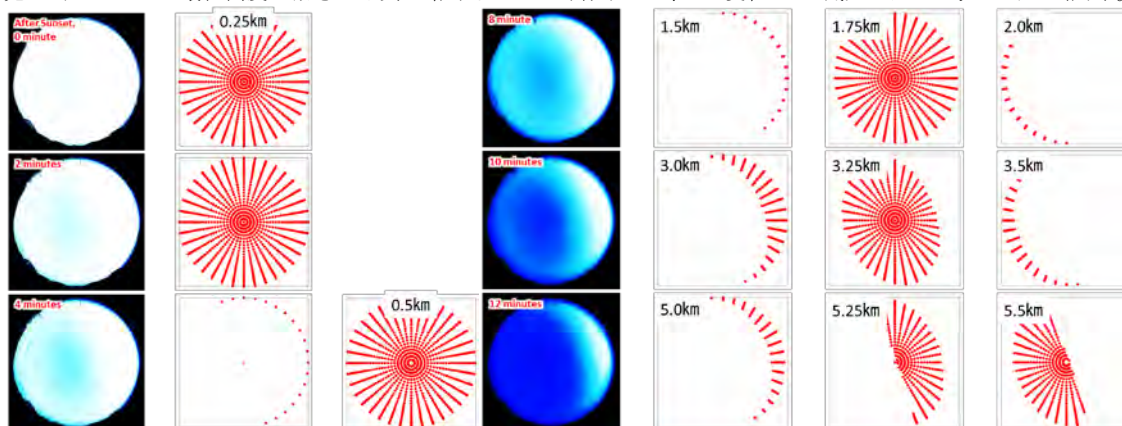 After Sunset,
0 minute
0.25km
8 minute
1.5km
1.75km
2.0km
2 minutes
10 minutes
3.0km
3.25km
3.5km
4 minutes
0.5km
12 minutes
5.0km
5.25km
5.5km